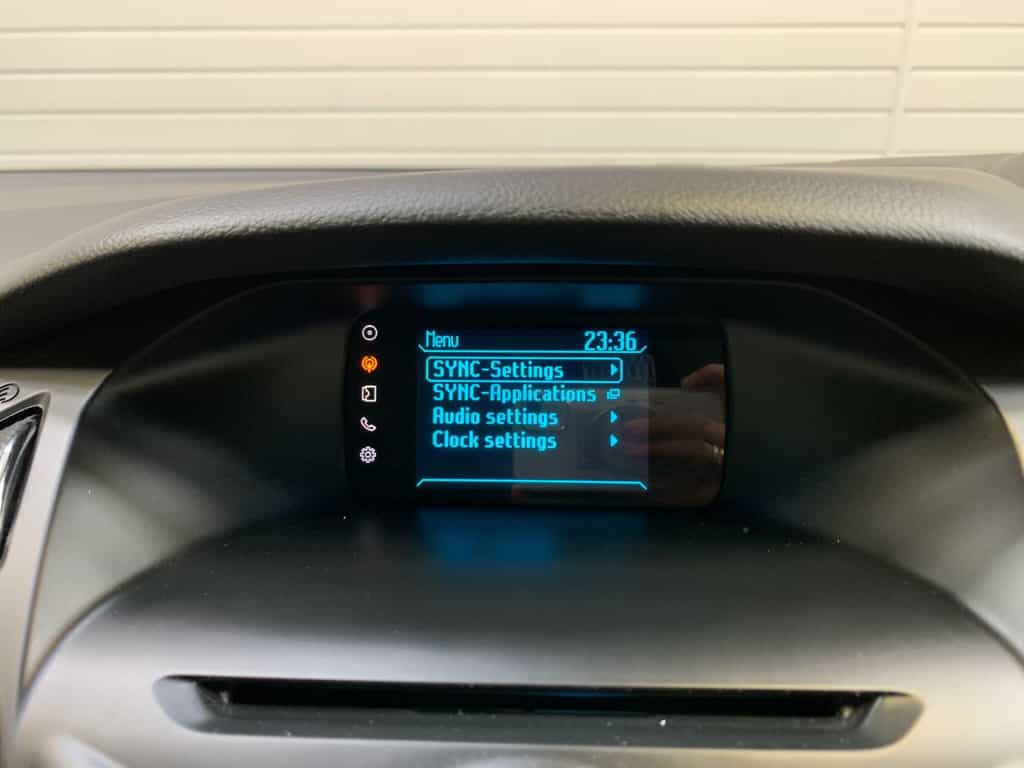 Menu 23:36
SYNC-Settings
SYNC-Applications
Audio settings
Clock settings